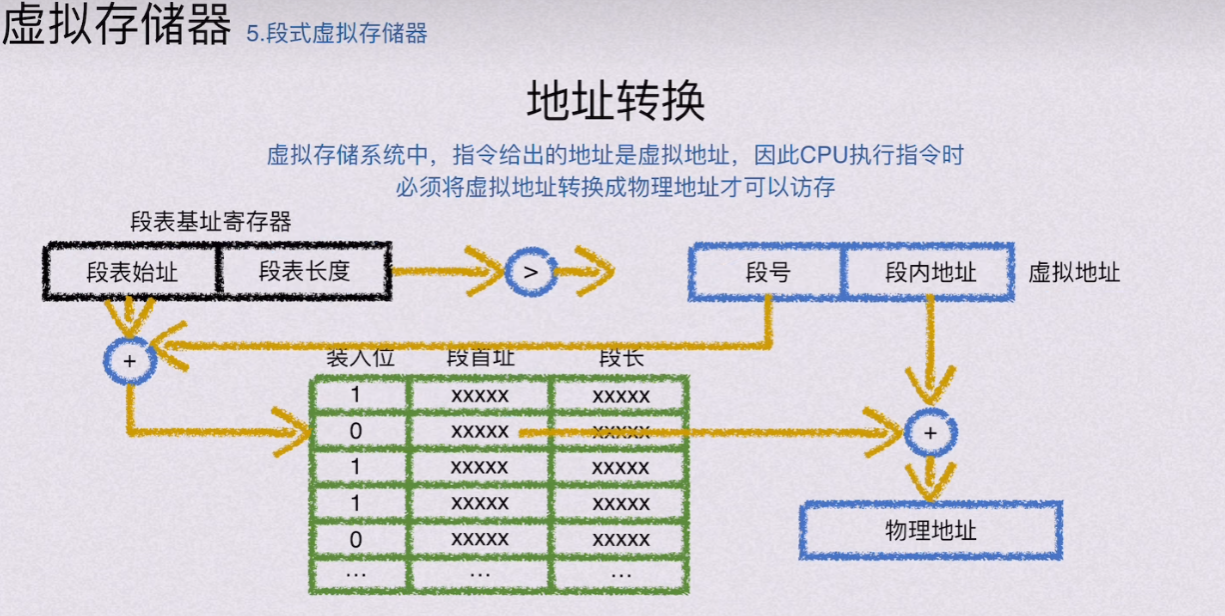 虚拟存储器 5.段式虚拟存储器
地址转换
虚拟存储系统中，指令给出的地址是虚拟地址，因此CPU执行指令时
必须将虚拟地址转换成物理地址才可以访存
段表基址寄存器
段表始址 段表长度 > 段号 段内地址 虚拟地址
+
装入位 段首址 段长
1 xxxxx xxxxx
0 xxxxx xxxxx +
1 xxxxx xxxxx
1 xxxxx xxxxx
0 xxxxx xxxxx
物理地址
... ... ...